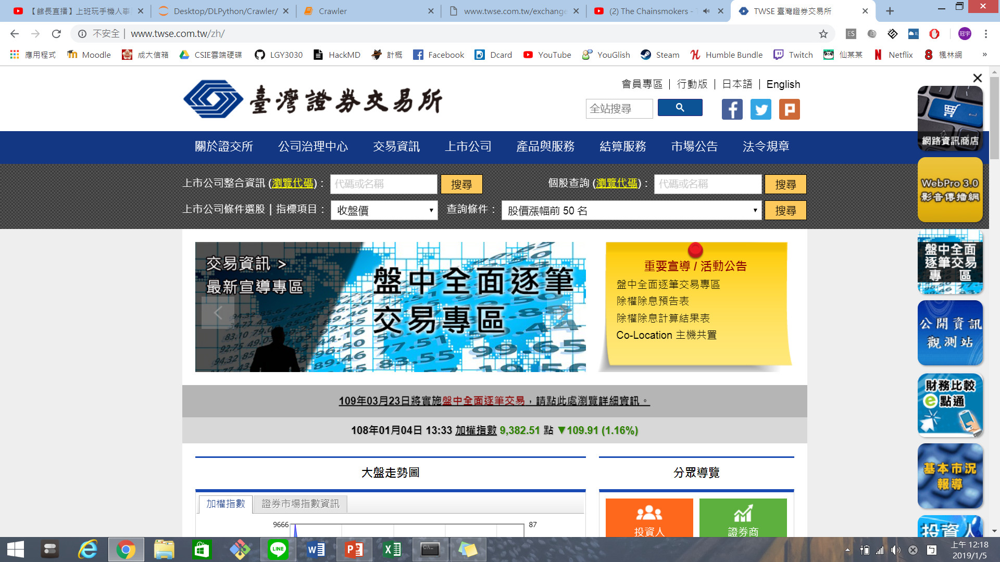 【館長直播】上班玩手機人車
Desktop/DLPython/Crawler/
Crawler
www.twse.com.tw/exchange
(2) The Chainsmokers -
TWSE 臺灣證券交易所
不安全 | www.twse.com.tw/zh/
ES
IL
冠宇
應用程式
Moodle
成大信箱
CSIE雲端硬碟
LGY3030
HackMD
計概
Facebook
Dcard
YouTube
YouGlish
Steam
Humble Bundle
Twitch
仙某某
Netflix
楓林網
»
臺灣證券交易所
會員專區 | 行動版 | 日本語 | English
全站搜尋
關於證交所 公司治理中心 交易資訊 上市公司 產品與服務 結算服務 市場公告 法令規章
上市公司整合資訊 (瀏覽代碼)： 代碼或名稱 搜尋
個股查詢 (瀏覽代碼)： 代碼或名稱 搜尋
上市公司條件選股 | 指標項目： 收盤價 查詢條件： 股價漲幅前 50 名 搜尋
交易資訊 >
最新宣導專區
盤中全面逐筆
交易專區
重要宣導 / 活動公告
盤中全面逐筆交易專區
除權除息預告表
除權除息計算結果表
Co-Location 主機共置
109年03月23日將實施盤中全面逐筆交易，請點此處瀏覽詳細資訊。
108年01月04日 13:33 加權指數 9,382.51 點 ▼109.91 (1.16%)
大盤走勢圖
加權指數 證券市場指數資訊
9666 87
分眾導覽
投資人
證券商
網路資訊商店
WebPro 3.0
影音傳播網
盤中全面
逐筆交易
專 區
公開資訊
觀測站
財務比較
e點通
基本市況
報導
投資人
LINE
上午 12:18
2019/1/5